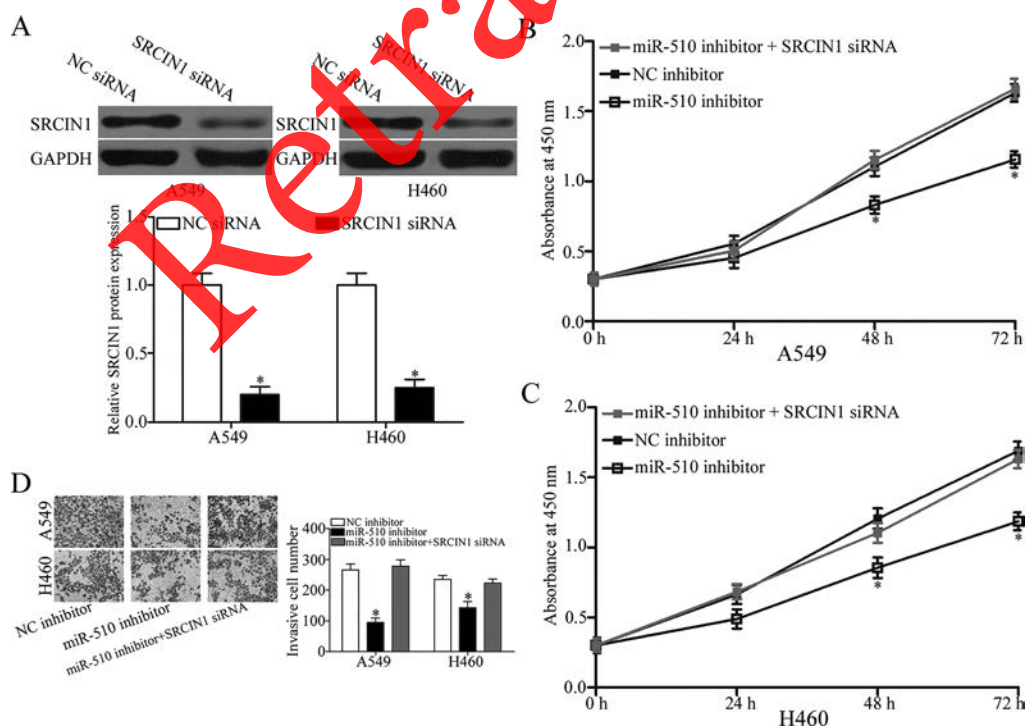 A
NC siRNA
SRCIN1 siRNA
NC siRNA
SRCIN1 siRNA
SRCIN1
SRCIN1
GAPDH
GAPDH
A549
H460
Relative SRCIN1 protein expression
1.5
1.0
0.5
0.0
NC siRNA
SRCIN1 siRNA
*
*
A549
H460
B
miR-510 inhibitor + SRCIN1 siRNA
NC inhibitor
miR-510 inhibitor
Absorbance at 450 nm
2.0
1.5
1.0
0.5
0.0
*
*
0 h
24 h
48 h
72 h
A549
C
miR-510 inhibitor + SRCIN1 siRNA
NC inhibitor
miR-510 inhibitor
Absorbance at 450 nm
2.0
1.5
1.0
0.5
0.0
*
*
0 h
24 h
48 h
72 h
H460
D
A549
H460
NC inhibitor
miR-510 inhibitor
miR-510 inhibitor+SRCIN1 siRNA
Invasive cell number
400
300
200
100
0
NC inhibitor
miR-510 inhibitor
miR-510 inhibitor+SRCIN1 siRNA
*
*
A549
H460
Retra